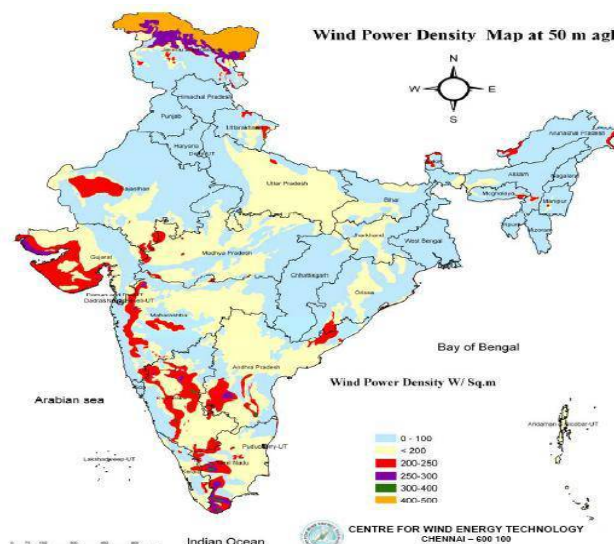 Wind Power Density Map at 50 m agl
N
W E
S
Himachal Pradesh
Punjab
Uttarakhand
Haryana
Arunachal Pradesh
Rajasthan
Uttar Pradesh
Assam
Nagaland
Bihar
Meghalaya
Manipur
Jharkhand
Gujarat
Madhya Pradesh
West Bengal
Mizoram
Chhattisgarh
Orissa
Maharashtra
Bay of Bengal
Andhra Pradesh
Wind Power Density W/ Sq.m
Arabian sea
0 - 100
< 200
200-250
250-300
300-400
400-500
Lakshadweep-UT
Indian Ocean
CENTRE FOR WIND ENERGY TECHNOLOGY
CHENNAI – 600 100